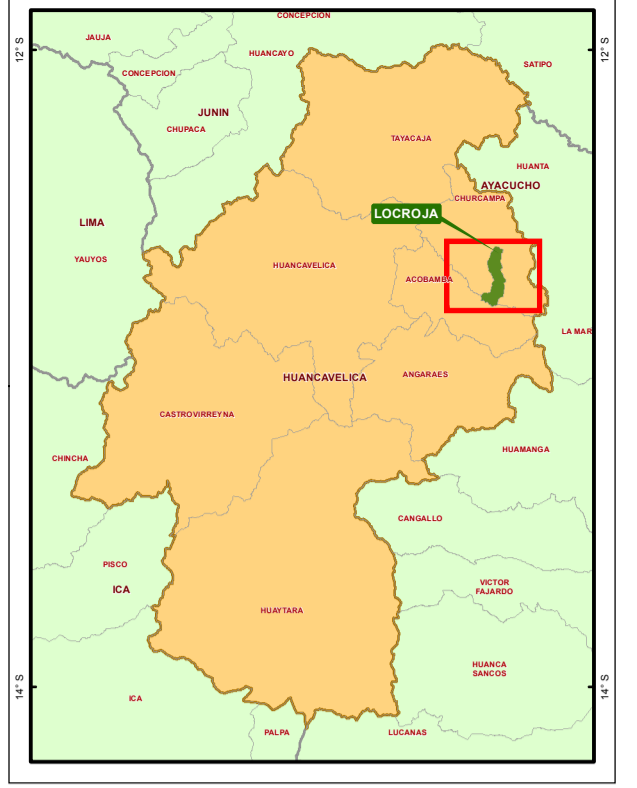 CONCEPCION
JAUJA
HUANCAYO
12° S
12° S
SATIPO
CONCEPCION
JUNIN
CHUPACA
TAYACAJA
HUANTA
AYACUCHO
CHURCAMPA
LOCROJA
LIMA
YAUYOS
HUANCAVELICA
ACOBAMBA
LA MAR
HUANCAVELICA
ANGARAES
CASTROVIRREYNA
HUAMANGA
CHINCHA
CANGALLO
PISCO
ICA
VICTOR
FAJARDO
HUAYTARA
HUANCA
SANCOS
14° S
14° S
ICA
PALPA
LUCANAS